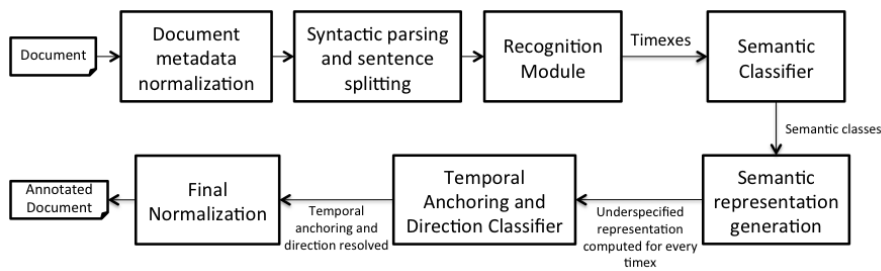 Document
Document
metadata
normalization
Syntactic parsing
and sentence
splitting
Recognition
Module
Timexes
Semantic
Classifier
Semantic classes
Semantic
representation
generation
Underspecified
representation
computed for every
timex
Temporal
Anchoring and
Direction Classifier
Temporal
anchoring and
direction resolved
Final
Normalization
Annotated
Document